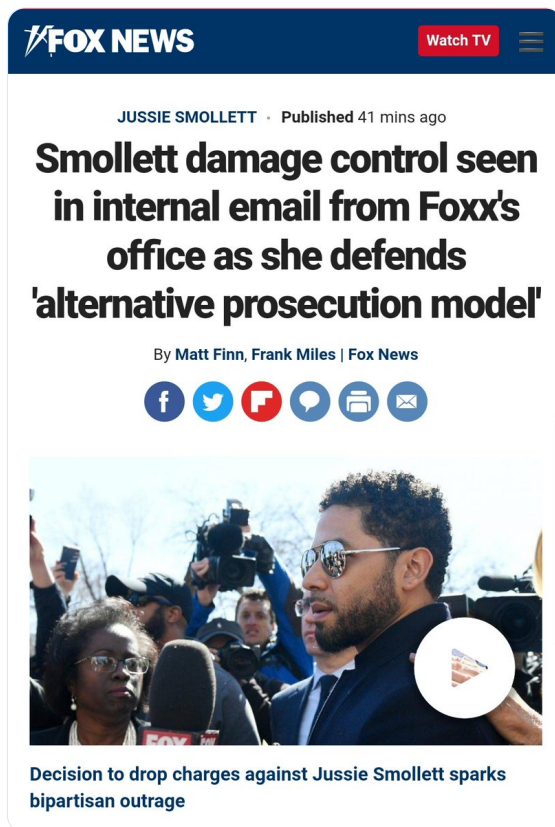 FOX NEWS
Watch TV
JUSSIE SMOLLETT • Published 41 mins ago
Smollett damage control seen
in internal email from Foxx's
office as she defends
'alternative prosecution model'
By Matt Finn, Frank Miles | Fox News
FOX
Decision to drop charges against Jussie Smollett sparks
bipartisan outrage